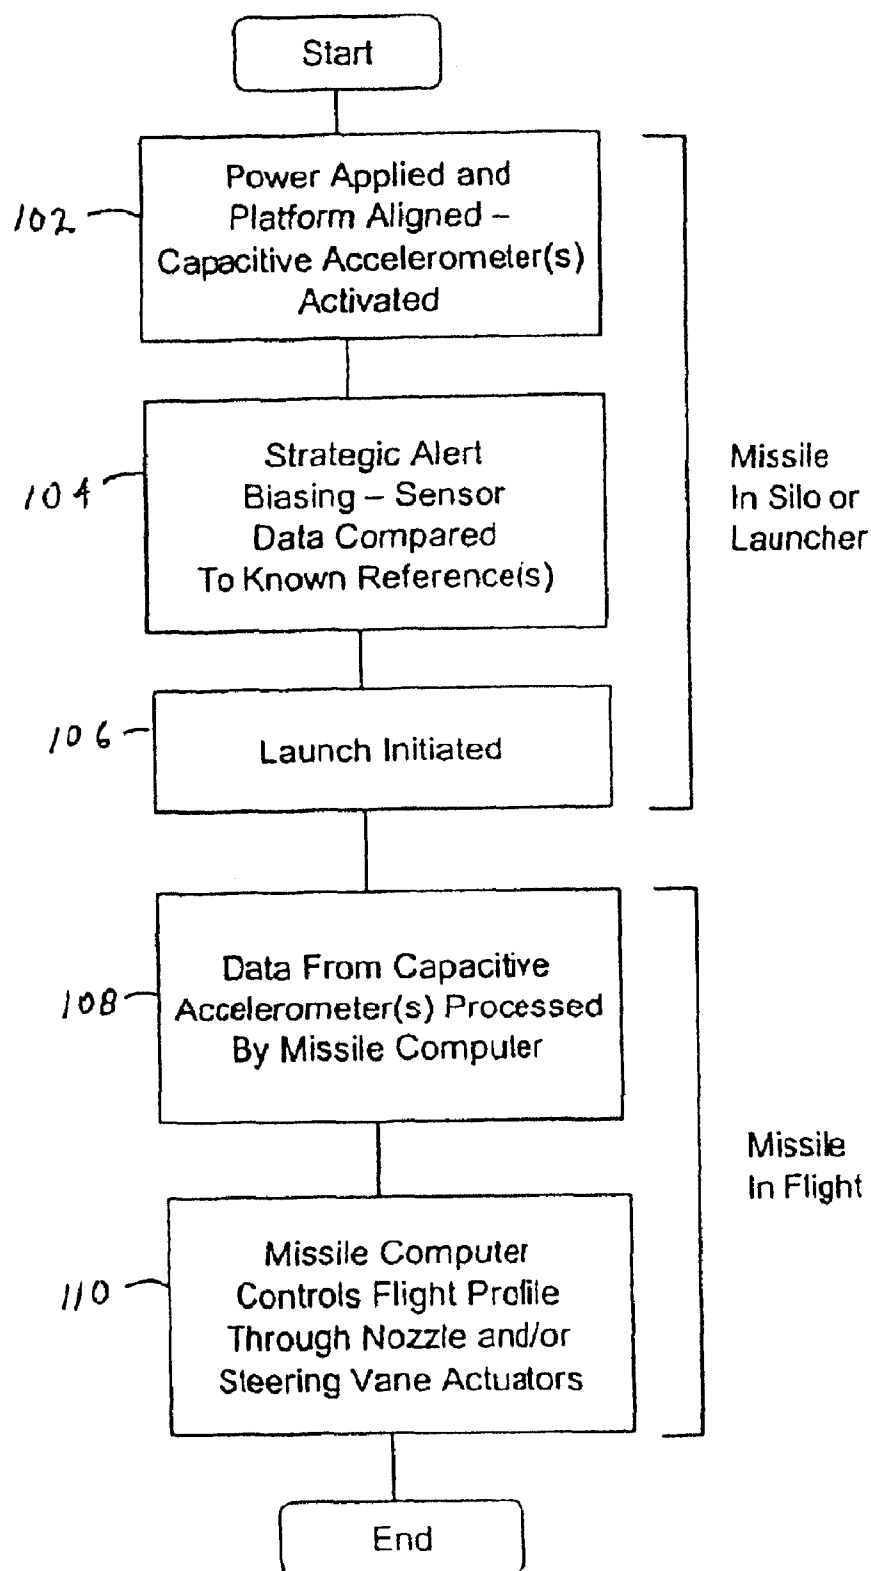 Start
102
Power Applied and
Platform Aligned –
Capacitive Accelerometer(s)
Activated
104
Strategic Alert
Biasing – Sensor
Data Compared
To Known Reference(s)
Missile
In Silo or
Launcher
106
Launch Initiated
108
Data From Capacitive
Accelerometer(s) Processed
By Missile Computer
Missile
In Flight
110
Missile Computer
Controls Flight Profile
Through Nozzle and/or
Steering Vane Actuators
End